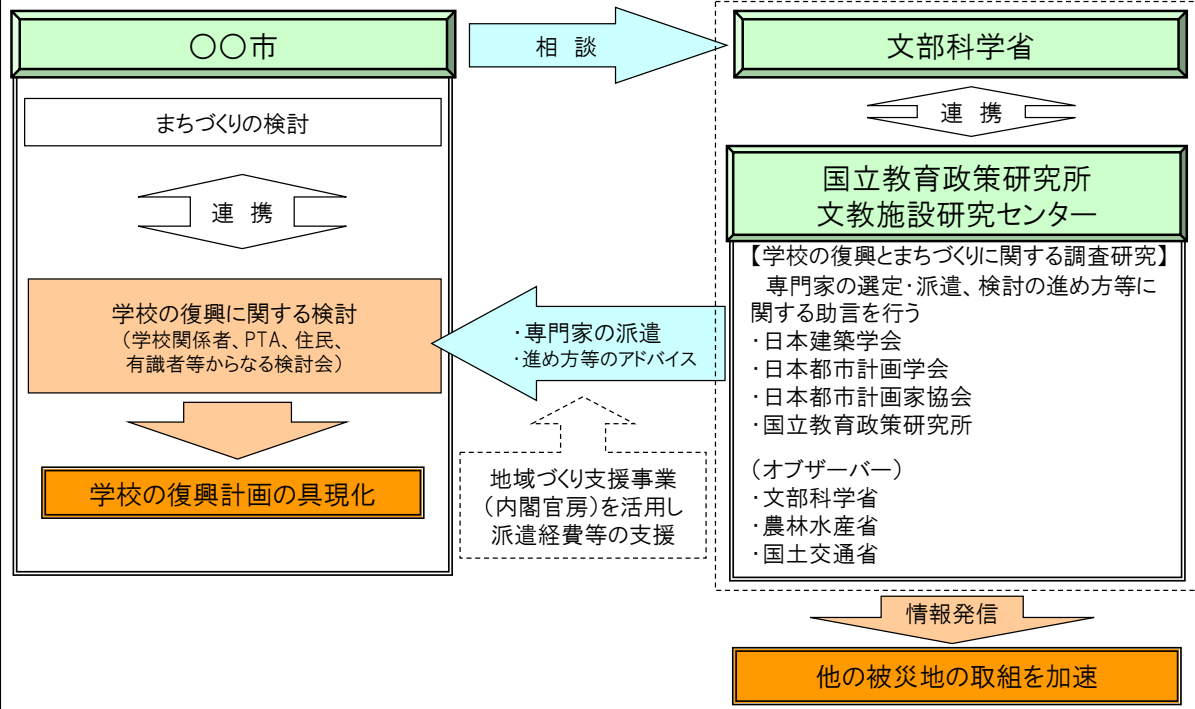 〇〇市
まちづくりの検討
連 携
学校の復興に関する検討
(学校関係者、PTA、住民、
有識者等からなる検討会)
学校の復興計画の具現化
相 談
・専門家の派遣
・進め方等のアドバイス
地域づくり支援事業
(内閣官房)を活用し
派遣経費等の支援
文部科学省
連 携
国立教育政策研究所
文教施設研究センター
【学校の復興とまちづくりに関する調査研究】
専門家の選定・派遣、検討の進め方等に
関する助言を行う
・日本建築学会
・日本都市計画学会
・日本都市計画家協会
・国立教育政策研究所
(オブザーバー)
・文部科学省
・農林水産省
・国土交通省
情報発信
他の被災地の取組を加速